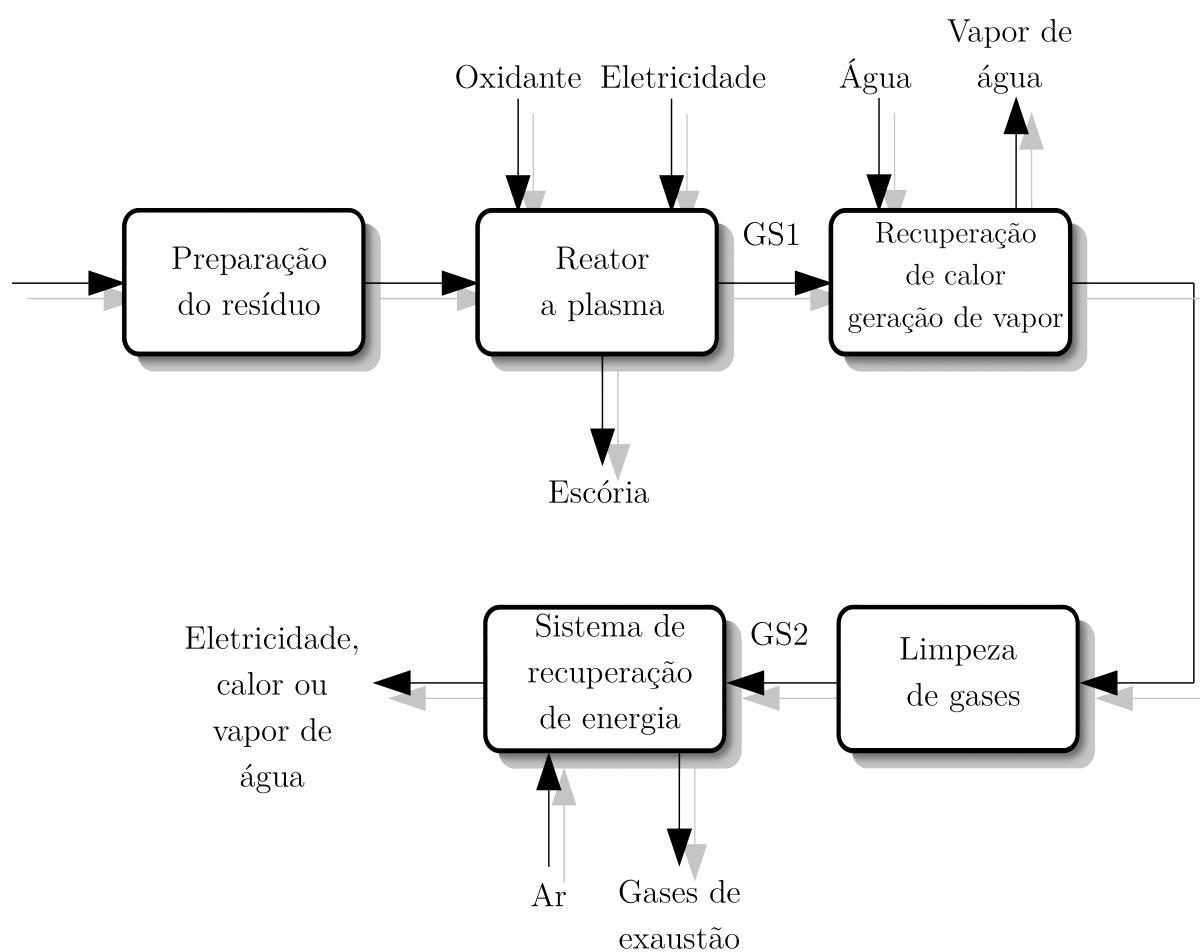 Vapor de
água
Oxidante
Eletricidade
Água
Preparação
do resíduo
Reator
a plasma
GS1
Recuperação
de calor
geração de vapor
Escória
Eletricidade,
calor ou
vapor de
água
Sistema de
recuperação
de energia
GS2
Limpeza
de gases
Ar
Gases de
exaustão